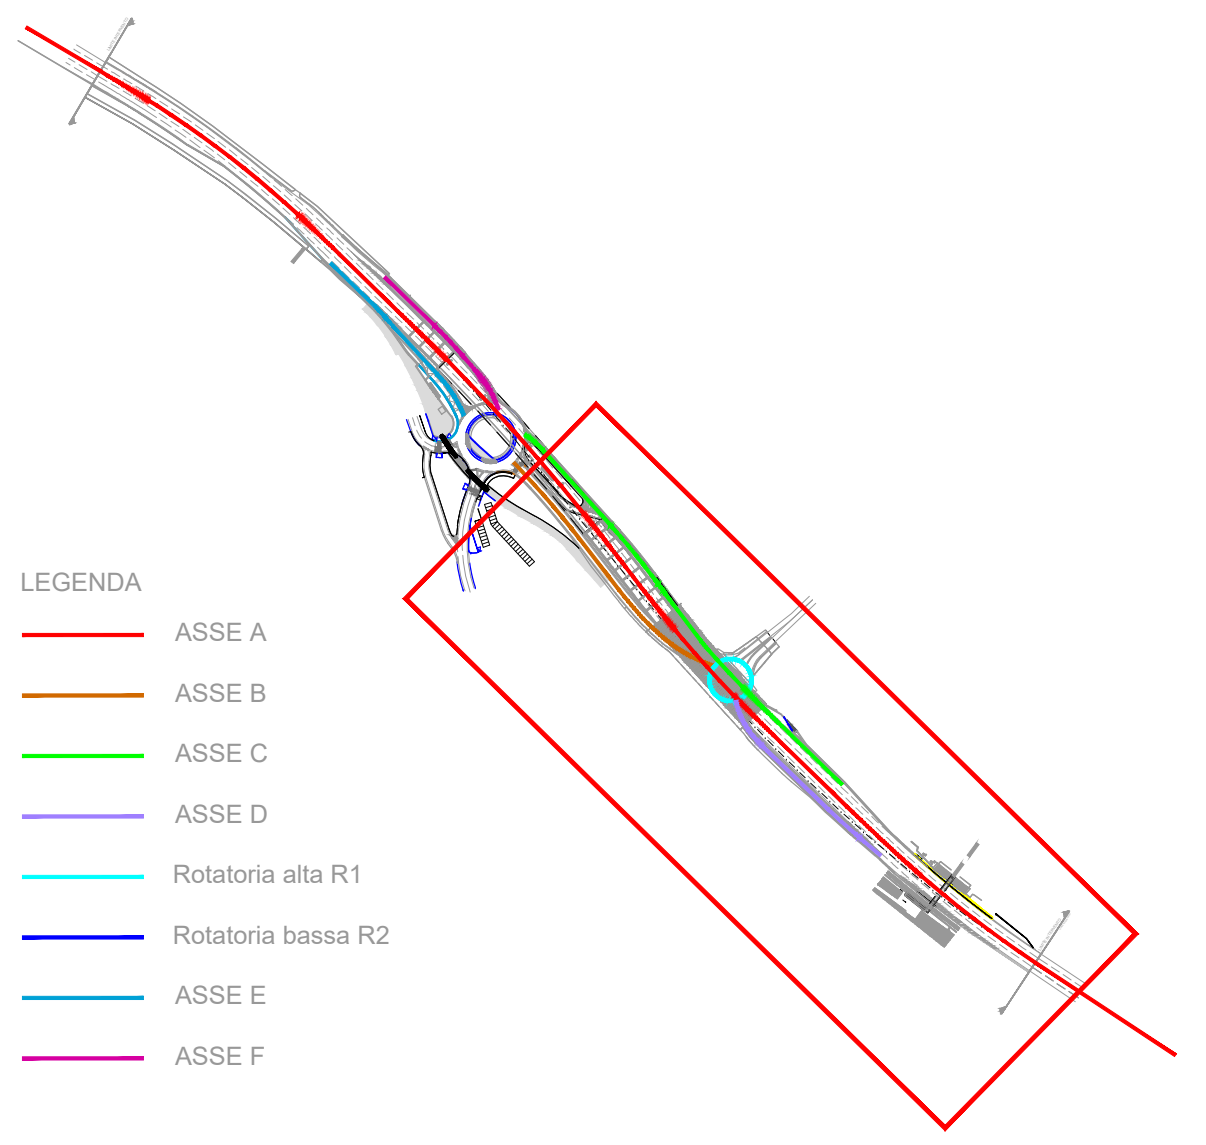 LEGENDA
ASSE A
ASSE B
ASSE C
ASSE D
Rotatoria alta R1
Rotatoria bassa R2
ASSE E
ASSE F